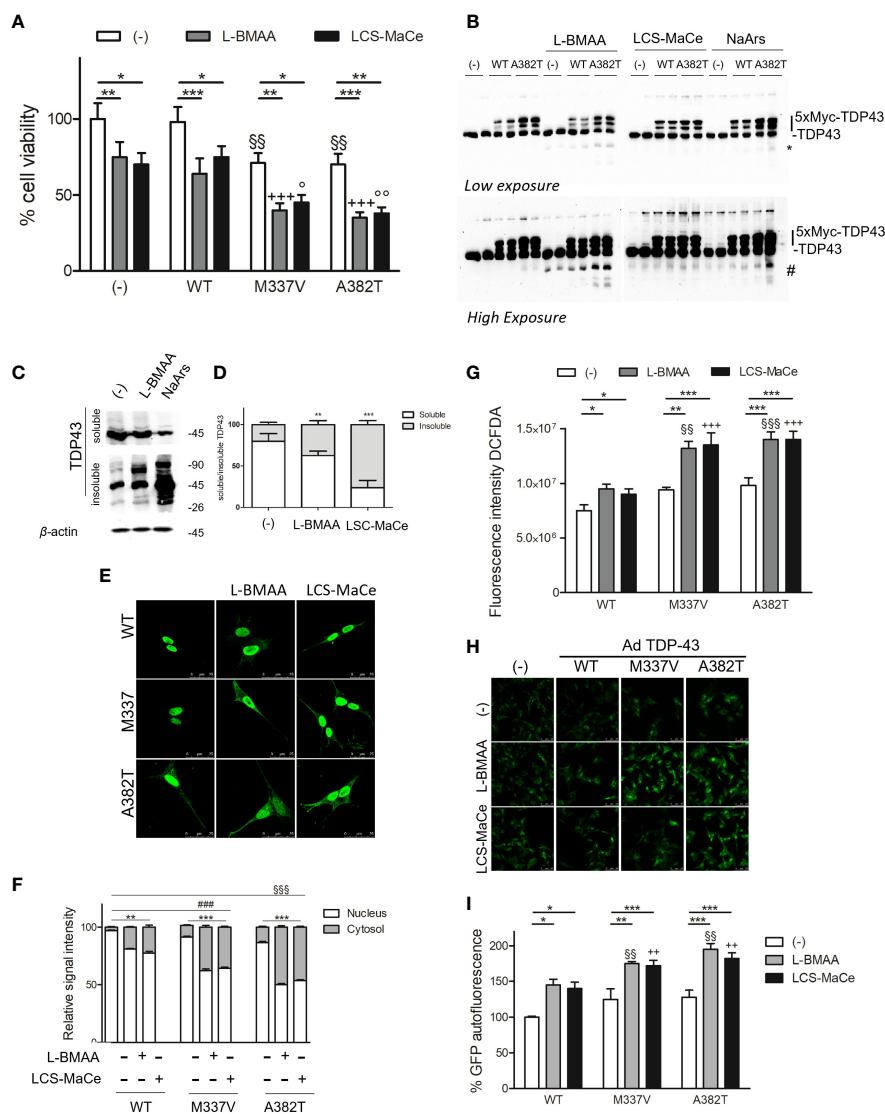 A
(-)
L-BMAA
LCS-MaCe
% cell viability
100
50
0
*
**
*
***
*
**
**
***
§§
+++
°
§§
+++
°°
(-)
WT
M337V
A382T
B
L-BMAA
LCS-MaCe
NaArs
(-) WT A382T (-) WT A382T (-) WT A382T (-) WT A382T
5xMyc-TDP43
-TDP43
*
Low exposure
5xMyc-TDP43
-TDP43
#
High Exposure
C
(-)
L-BMAA
NaArs
TDP43
soluble
insoluble
-45
-90
-45
-26
β-actin
-45
D
soluble/insoluble TDP43
100
50
0
**
***
Soluble
Insoluble
(-)
L-BMAA
LSC-MaCe
E
L-BMAA
LCS-MaCe
WT
M337
A382T
F
§§§
###
**
***
***
Relative signal intensity
100
50
0
Nucleus
Cytosol
L-BMAA
- + - - + - - + -
LCS-MaCe
- - + - - + - - +
WT
M337V
A382T
G
(-)
L-BMAA
LCS-MaCe
Fluorescence intensity DCFDA
1.5×10⁷
1.0×10⁷
5.0×10⁶
*
*
***
**
***
***
§§
+++
§§§
+++
WT
M337V
A382T
H
Ad TDP-43
(-)
WT
M337V
A382T
(-)
L-BMAA
LCS-MaCe
I
% GFP autofluorescence
200
150
100
50
0
*
*
***
**
***
***
§§
++
§§
++
(-)
L-BMAA
LCS-MaCe
WT
M337V
A382T